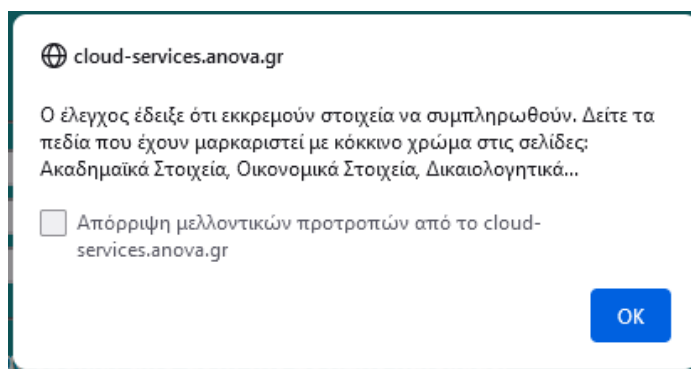 cloud-services.anova.gr
Ο έλεγχος έδειξε ότι εκκρεμούν στοιχεία να συμπληρωθούν. Δείτε τα
πεδία που έχουν μαρκαριστεί με κόκκινο χρώμα στις σελίδες:
Ακαδημαϊκά Στοιχεία, Οικονομικά Στοιχεία, Δικαιολογητικά...
Απόρριψη μελλοντικών προτροπών από το cloud-
services.anova.gr
OK